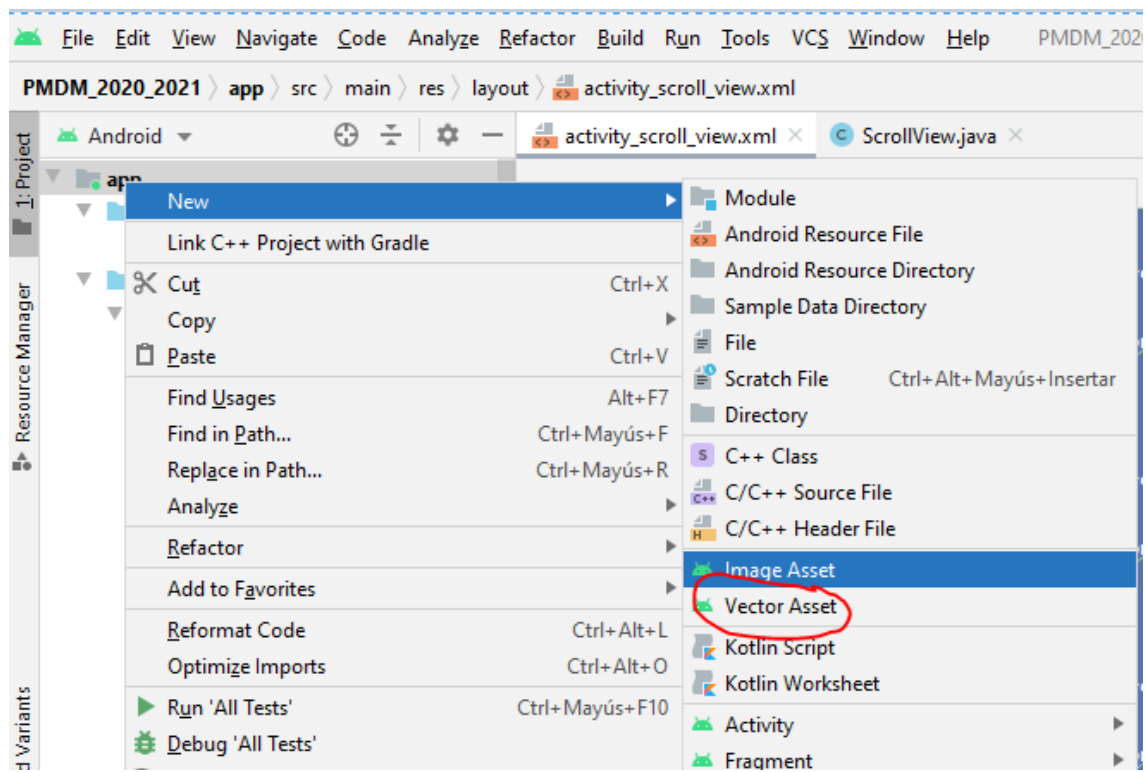 File Edit View Navigate Code Analyze Refactor Build Run Tools VCS Window Help PMDM_202
PMDM_2020_2021 app src main res layout activity_scroll_view.xml
Android activity_scroll_view.xml ScrollView.java
1: Project
Resource Manager
d Variants
app
New
Link C++ Project with Gradle
Cut Ctrl+X
Copy
Paste Ctrl+V
Find Usages Alt+F7
Find in Path... Ctrl+Mayús+F
Replace in Path... Ctrl+Mayús+R
Analyze
Refactor
Add to Favorites
Reformat Code Ctrl+Alt+L
Optimize Imports Ctrl+Alt+O
Run 'All Tests' Ctrl+Mayús+F10
Debug 'All Tests'
Module
Android Resource File
Android Resource Directory
Sample Data Directory
File
Scratch File Ctrl+Alt+Mayús+Insertar
Directory
S C++ Class
C++ C/C++ Source File
H C/C++ Header File
Image Asset
Vector Asset
Kotlin Script
Kotlin Worksheet
Activity
Fragment